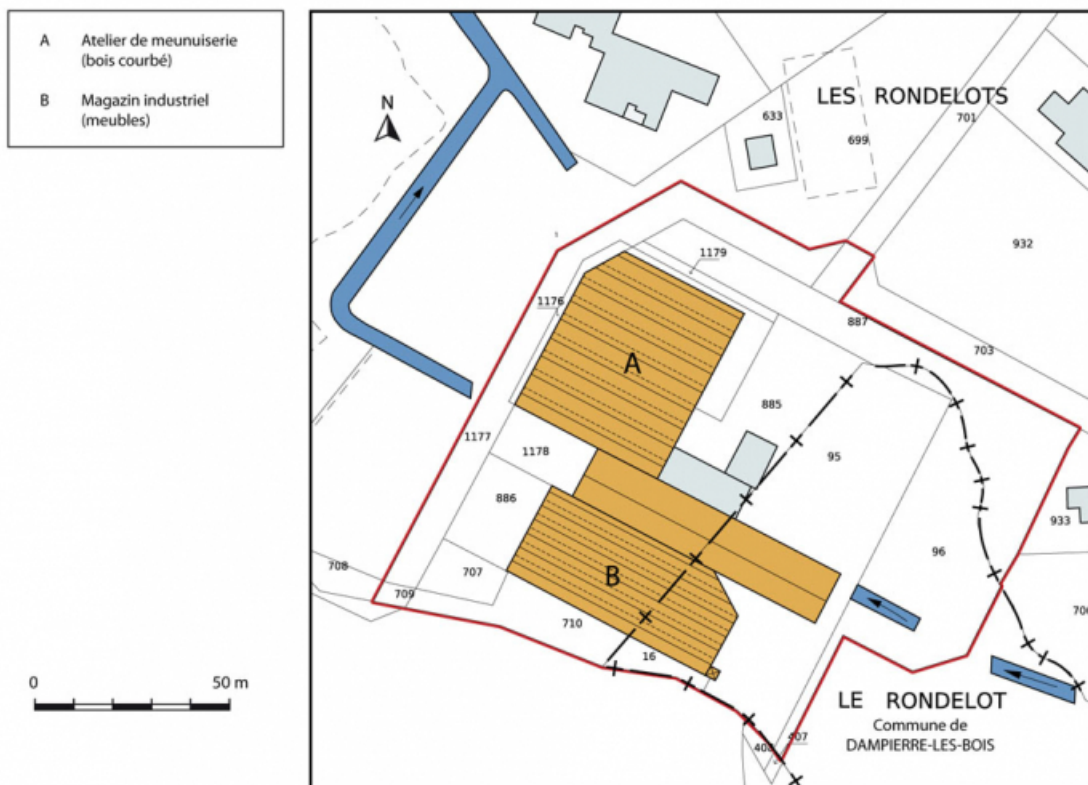 A Atelier de meunuiserie
(bois courbé)
B Magazin industriel
(meubles)
N
LES RONDELOTS
701
633
699
932
1179
1176
887
703
A
885
1177
1178
95
886
933
96
B
708
707
709
710
16
0 50 m
LE RONDELOT
Commune de
DAMPIERRE-LES-BOIS
407